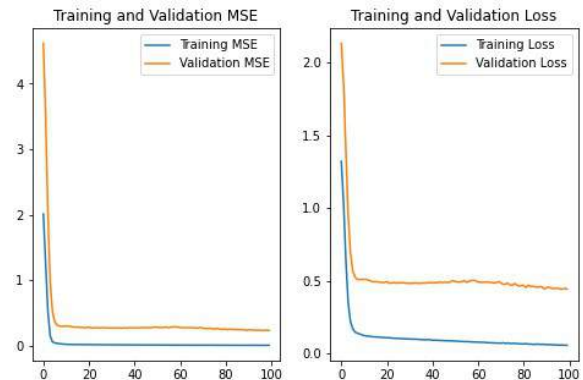 Training and Validation MSE
Training MSE
Validation MSE
4
3
2
1
0
0 20 40 60 80 100
Training and Validation Loss
Training Loss
Validation Loss
2.0
1.5
1.0
0.5
0.0
0 20 40 60 80 100